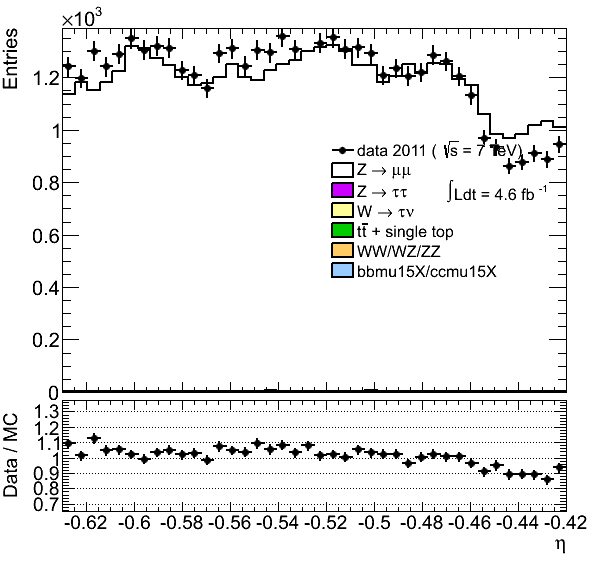 ×10³
Entries
1.2
1
0.8
0.6
0.4
0.2
0
data 2011 ( √s = 7 TeV)
Z → μμ
Z → ττ
∫Ldt = 4.6 fb⁻¹
W → τν
tt̄ + single top
WW/WZ/ZZ
bbmu15X/ccmu15X
Data / MC
1.3
1.2
1.1
1
0.9
0.8
0.7
-0.62 -0.6 -0.58 -0.56 -0.54 -0.52 -0.5 -0.48 -0.46 -0.44 -0.42
η